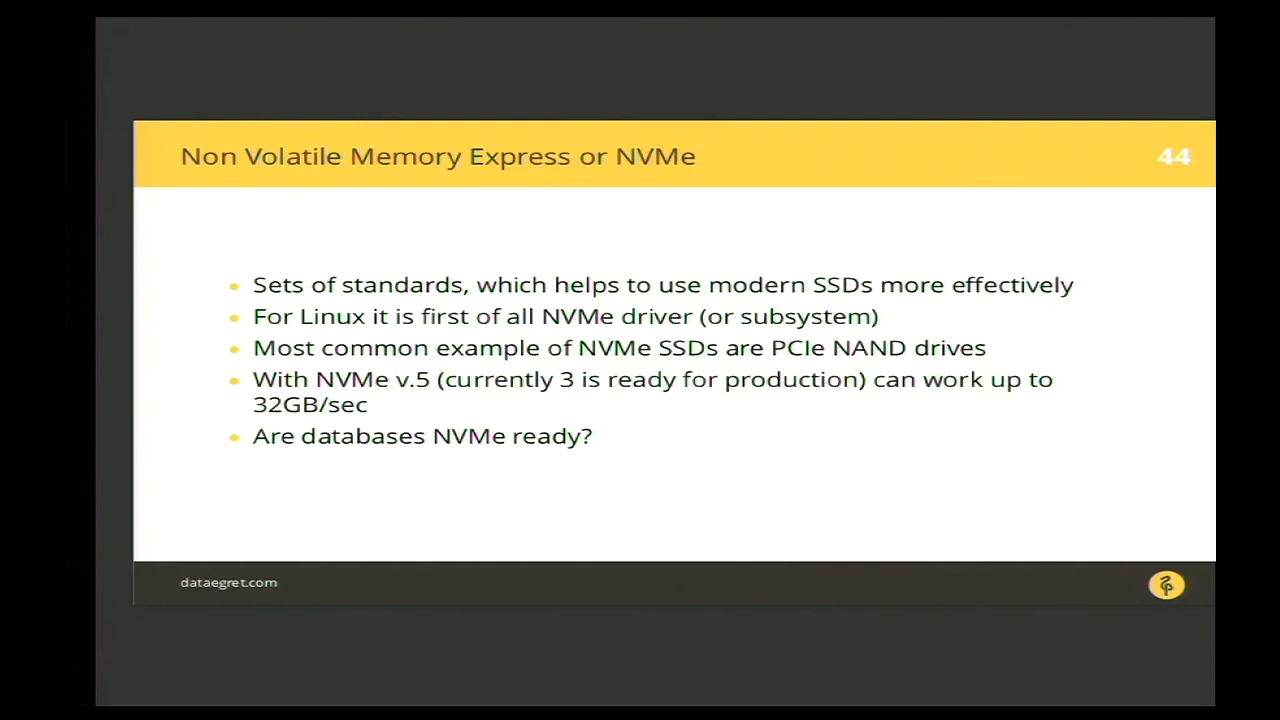 Non Volatile Memory Express or NVMe
44
Sets of standards, which helps to use modern SSDs more effectively
For Linux it is first of all NVMe driver (or subsystem)
Most common example of NVMe SSDs are PCIe NAND drives
With NVMe v.5 (currently 3 is ready for production) can work up to
32GB/sec
Are databases NVMe ready?
dataegret.com